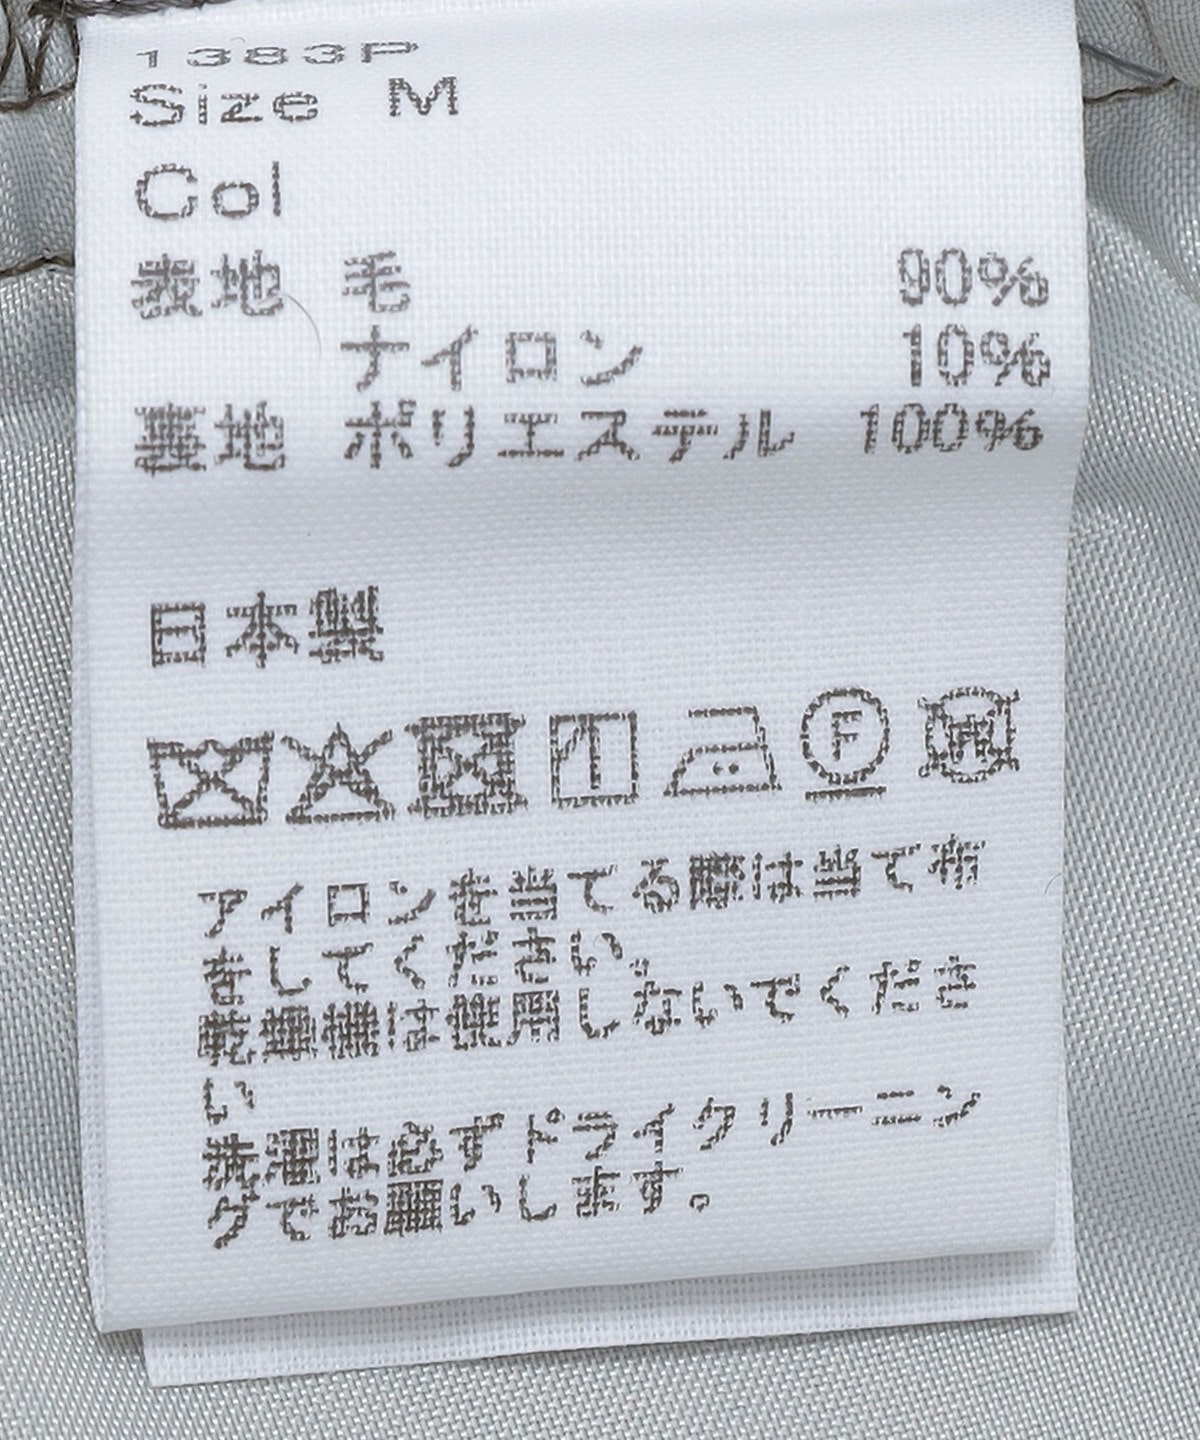 1383P
Size M
Col
表地 毛 90%
ナイロン 10%
裏地 ポリエステル 100%
日本製
F W
アイロンを当てる際は当て布
をしてください。
乾燥機は使用しないでくださ
い
洗濯は必ずドライクリーニン
グでお願いします。